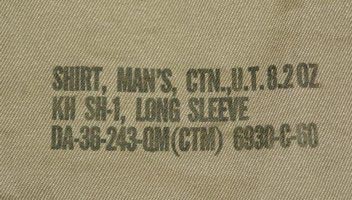 SHIRT, MAN'S, CTN.,U.T. 8.2 OZ
KH SH-1, LONG SLEEVE
DA-36-243-QM(CTM) 6930-C-60